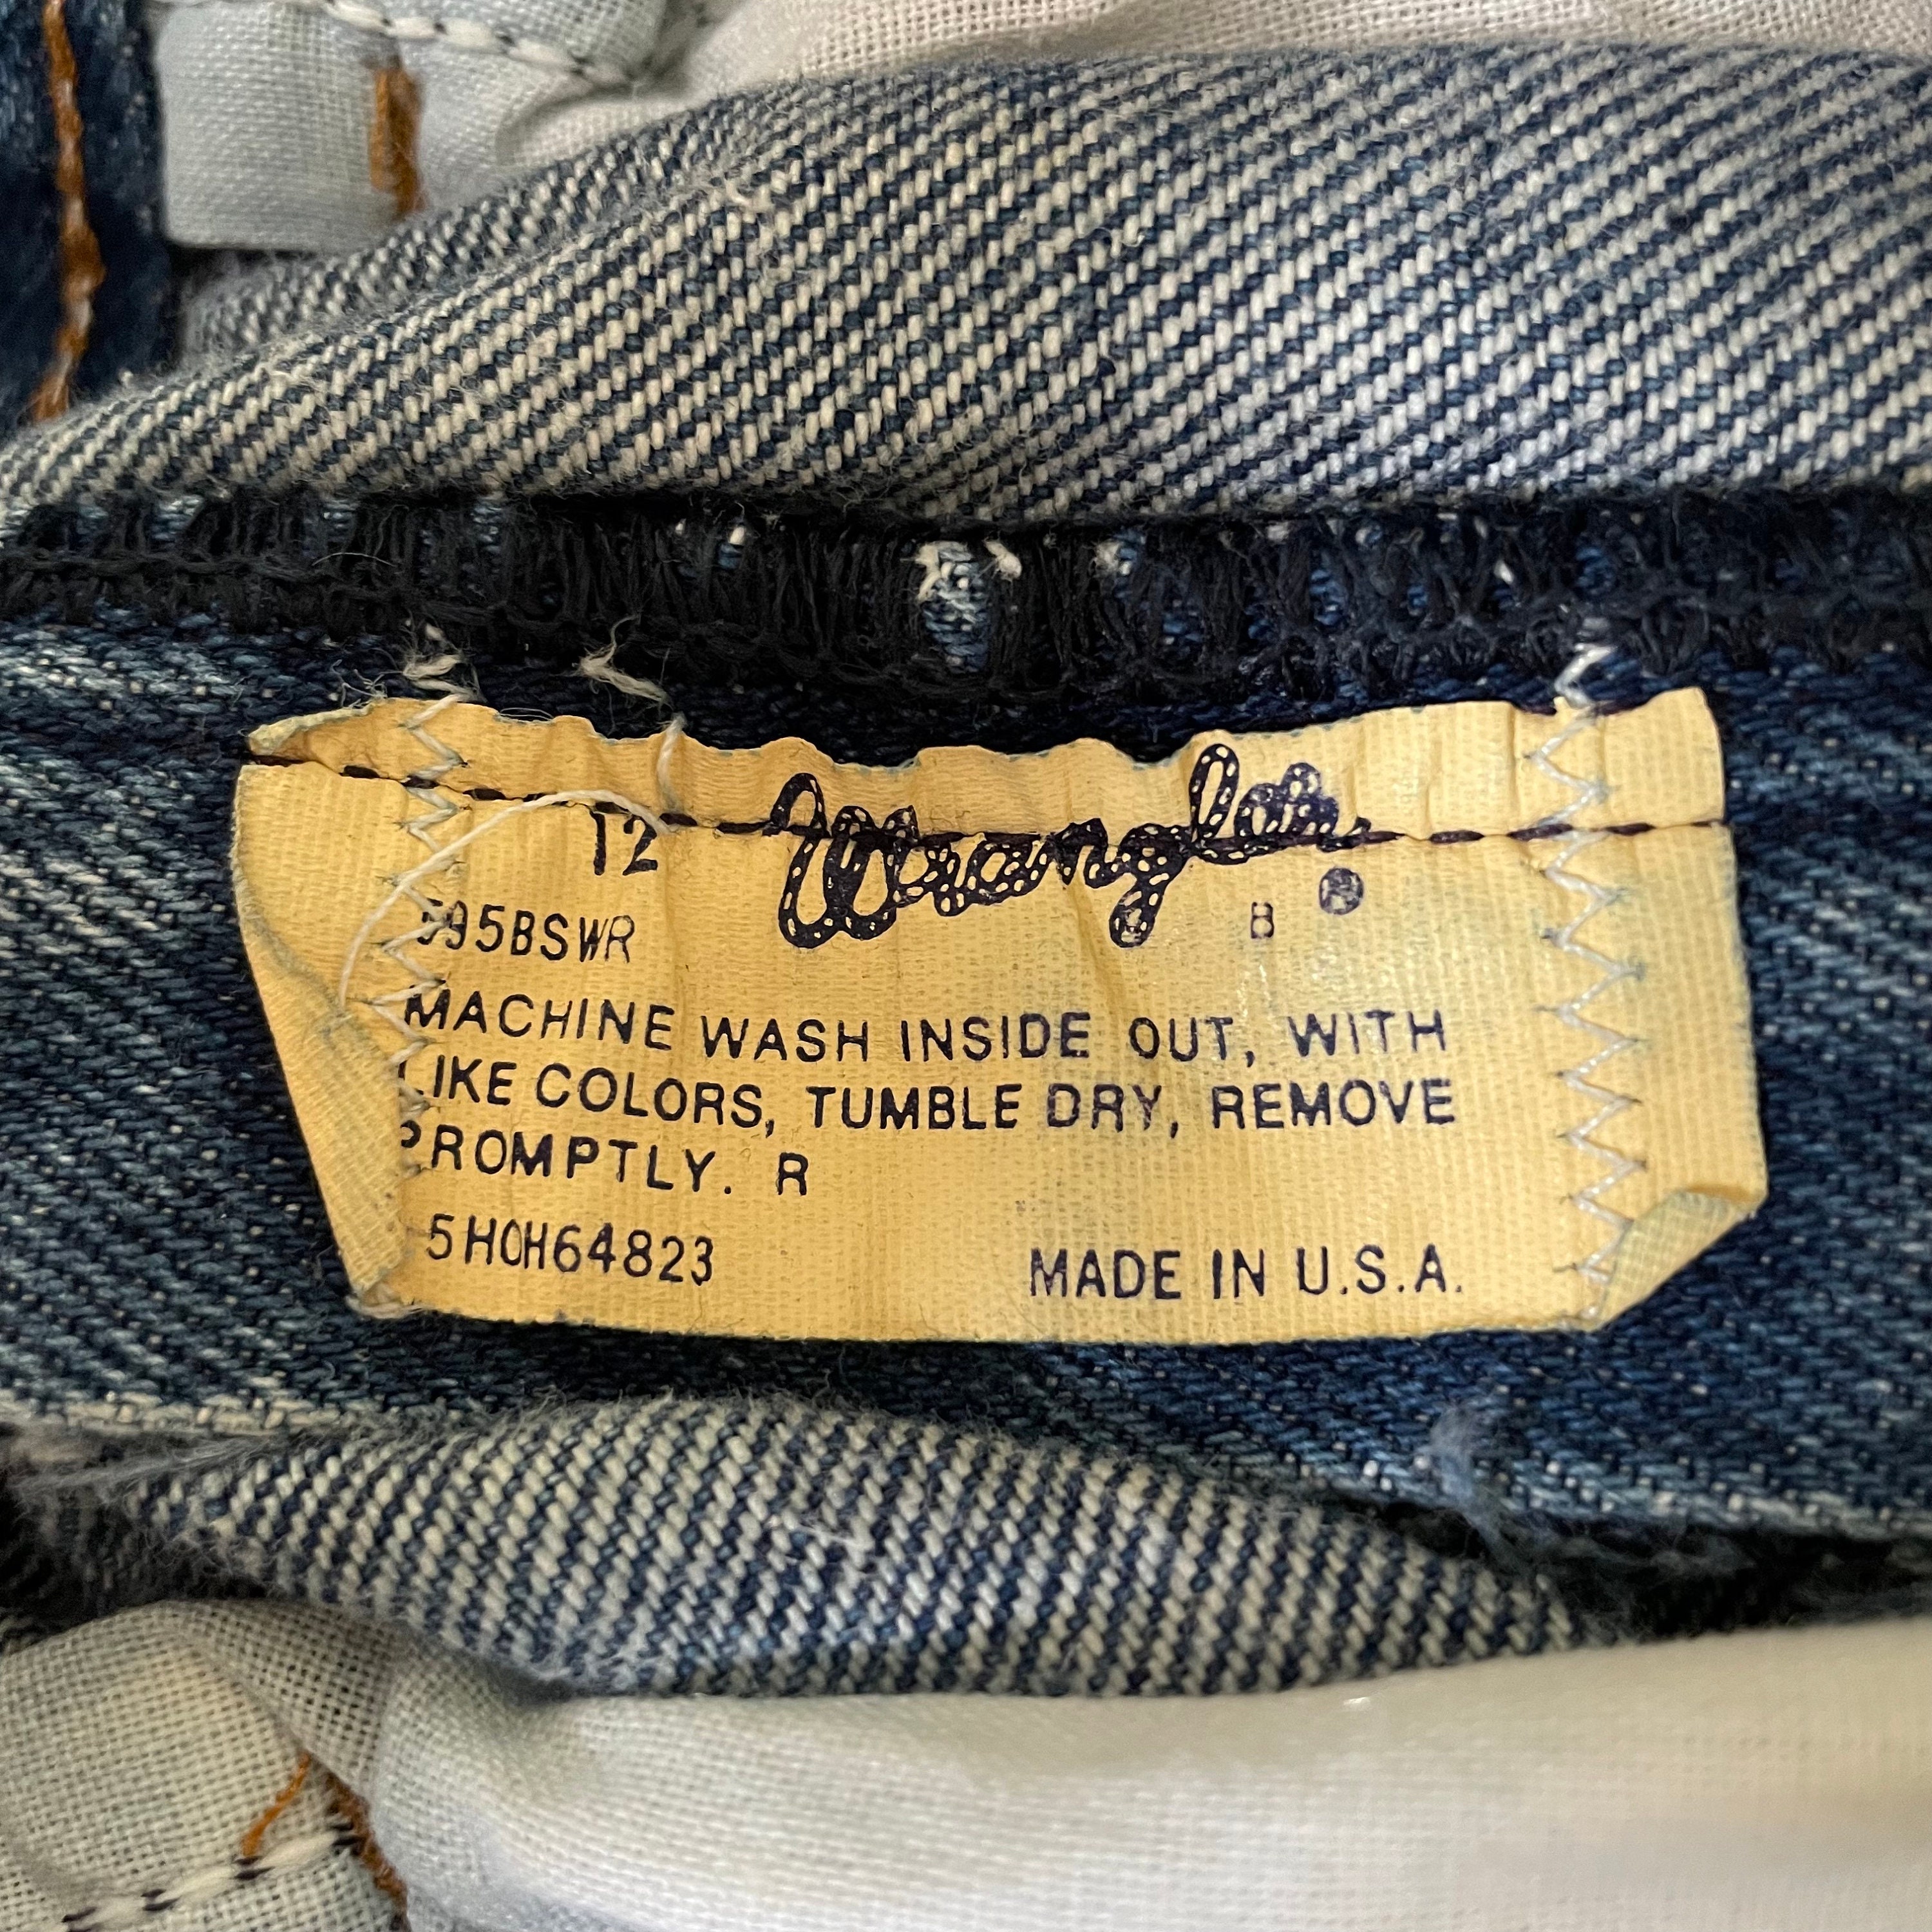 12 Wrangler
595BSWR B ®
MACHINE WASH INSIDE OUT, WITH
LIKE COLORS, TUMBLE DRY, REMOVE
PROMPTLY. R
5H0H64823 MADE IN U.S.A.